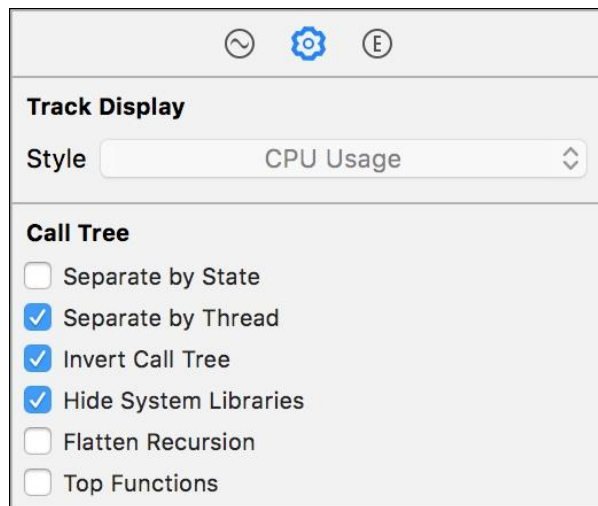 E
Track Display
Style CPU Usage
Call Tree
Separate by State
Separate by Thread
Invert Call Tree
Hide System Libraries
Flatten Recursion
Top Functions